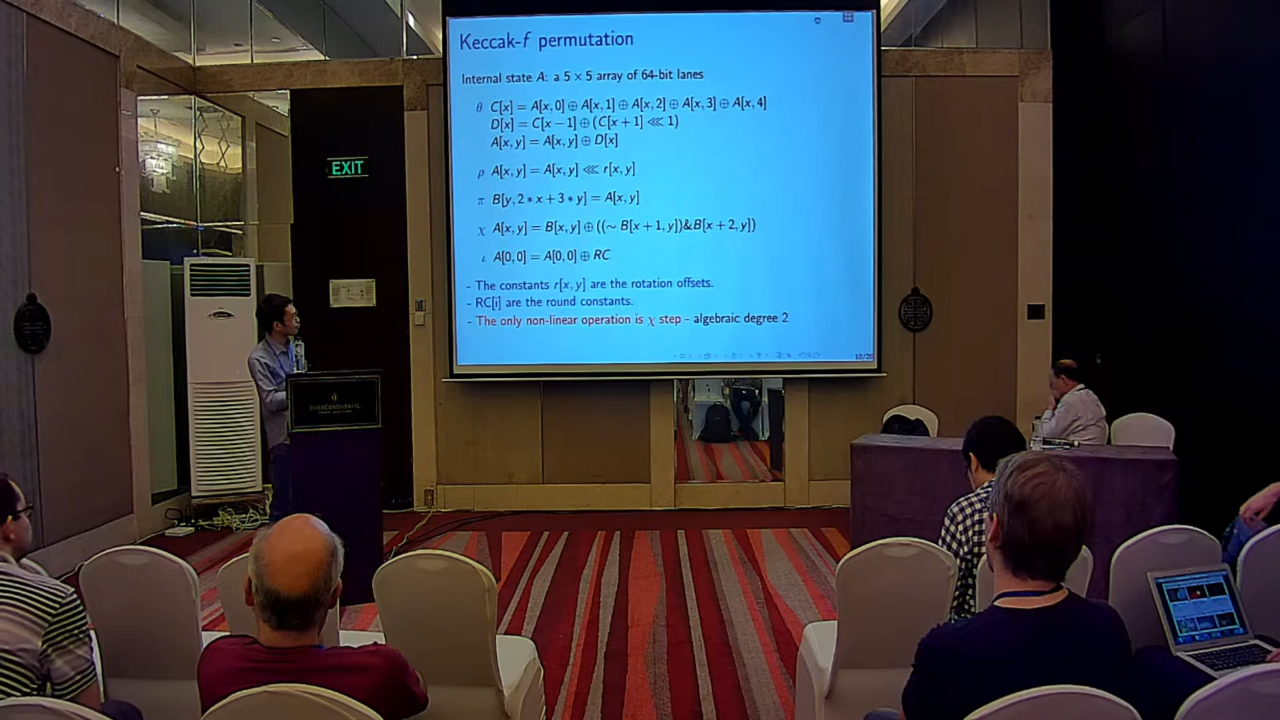 Keccak-f permutation
Internal state A: a 5 × 5 array of 64-bit lanes
θ C[x] = A[x, 0] ⊕ A[x, 1] ⊕ A[x, 2] ⊕ A[x, 3] ⊕ A[x, 4]
D[x] = C[x − 1] ⊕ (C[x + 1] ⋘ 1)
A[x, y] = A[x, y] ⊕ D[x]
ρ A[x, y] = A[x, y] ⋘ r[x, y]
π B[y, 2 * x + 3 * y] = A[x, y]
χ A[x, y] = B[x, y] ⊕ ((∼ B[x + 1, y])&B[x + 2, y])
ι A[0, 0] = A[0, 0] ⊕ RC
- The constants r[x, y] are the rotation offsets.
- RC[i] are the round constants.
- The only non-linear operation is χ step - algebraic degree 2
EXIT
INTERCONTINENTAL